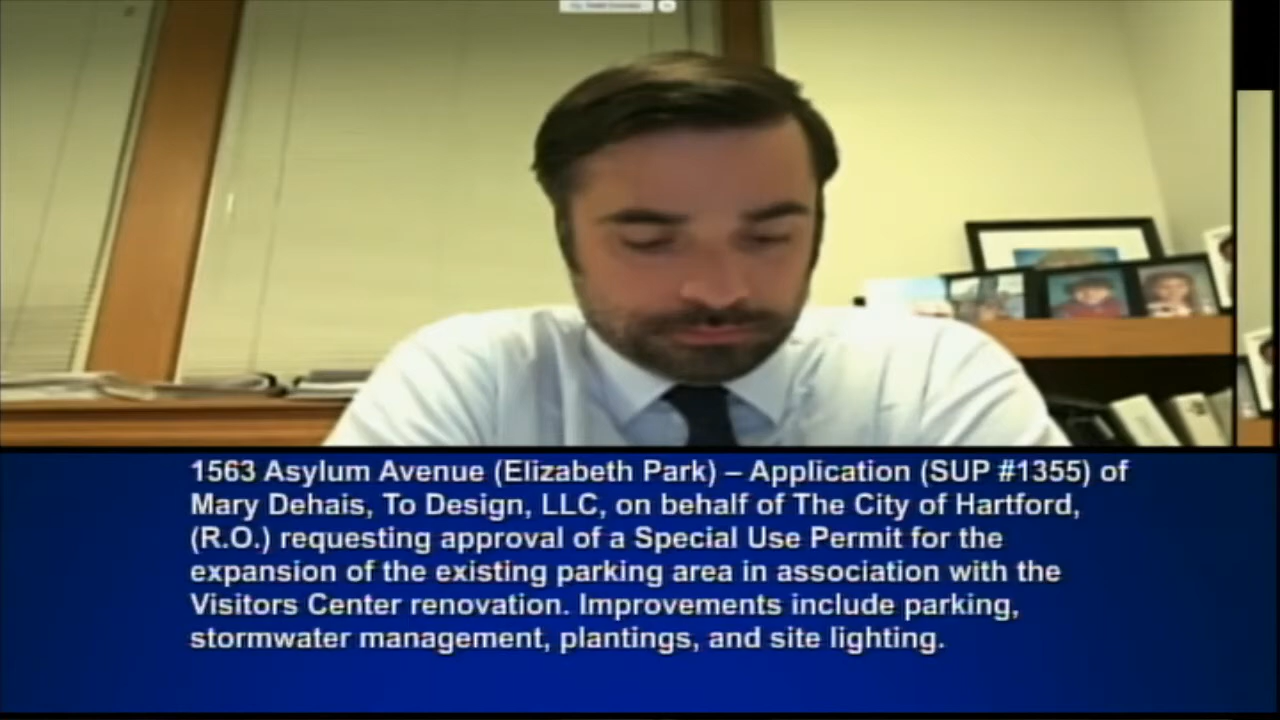 1563 Asylum Avenue (Elizabeth Park) – Application (SUP #1355) of
Mary Dehais, To Design, LLC, on behalf of The City of Hartford,
(R.O.) requesting approval of a Special Use Permit for the
expansion of the existing parking area in association with the
Visitors Center renovation. Improvements include parking,
stormwater management, plantings, and site lighting.